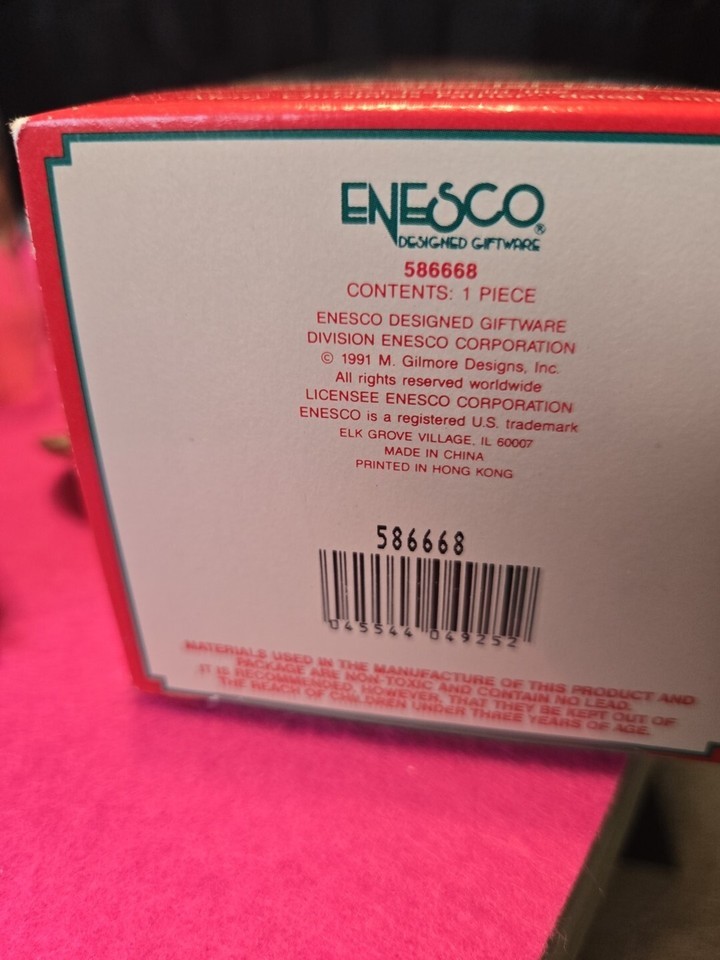 ENESCO®
DESIGNED GIFTWARE
586668
CONTENTS: 1 PIECE
ENESCO DESIGNED GIFTWARE
DIVISION ENESCO CORPORATION
© 1991 M. Gilmore Designs, Inc.
All rights reserved worldwide
LICENSEE ENESCO CORPORATION
ENESCO is a registered U.S. trademark
ELK GROVE VILLAGE, IL 60007
MADE IN CHINA
PRINTED IN HONG KONG
586668
045544 049252
MATERIALS USED IN THE MANUFACTURE OF THIS PRODUCT AND
PACKAGE ARE NON-TOXIC AND CONTAIN NO LEAD.
IT IS RECOMMENDED, HOWEVER, THAT THEY BE KEPT OUT OF
THE REACH OF CHILDREN UNDER THREE YEARS OF AGE.